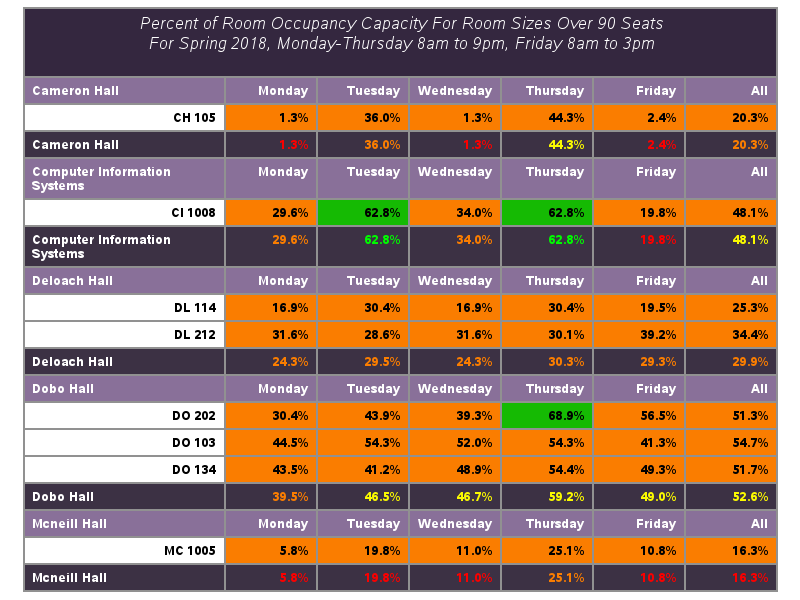 Percent of Room Occupancy Capacity For Room Sizes Over 90 Seats
For Spring 2018, Monday-Thursday 8am to 9pm, Friday 8am to 3pm
Cameron Hall Monday Tuesday Wednesday Thursday Friday All
CH 105 1.3% 36.0% 1.3% 44.3% 2.4% 20.3%
Cameron Hall 1.3% 36.0% 1.3% 44.3% 2.4% 20.3%
Computer Information Monday Tuesday Wednesday Thursday Friday All
Systems
CI 1008 29.6% 62.8% 34.0% 62.8% 19.8% 48.1%
Computer Information 29.6% 62.8% 34.0% 62.8% 19.8% 48.1%
Systems
Deloach Hall Monday Tuesday Wednesday Thursday Friday All
DL 114 16.9% 30.4% 16.9% 30.4% 19.5% 25.3%
DL 212 31.6% 28.6% 31.6% 30.1% 39.2% 34.4%
Deloach Hall 24.3% 29.5% 24.3% 30.3% 29.3% 29.9%
Dobo Hall Monday Tuesday Wednesday Thursday Friday All
DO 202 30.4% 43.9% 39.3% 68.9% 56.5% 51.3%
DO 103 44.5% 54.3% 52.0% 54.3% 41.3% 54.7%
DO 134 43.5% 41.2% 48.9% 54.4% 49.3% 51.7%
Dobo Hall 39.5% 46.5% 46.7% 59.2% 49.0% 52.6%
Mcneill Hall Monday Tuesday Wednesday Thursday Friday All
MC 1005 5.8% 19.8% 11.0% 25.1% 10.8% 16.3%
Mcneill Hall 5.8% 19.8% 11.0% 25.1% 10.8% 16.3%